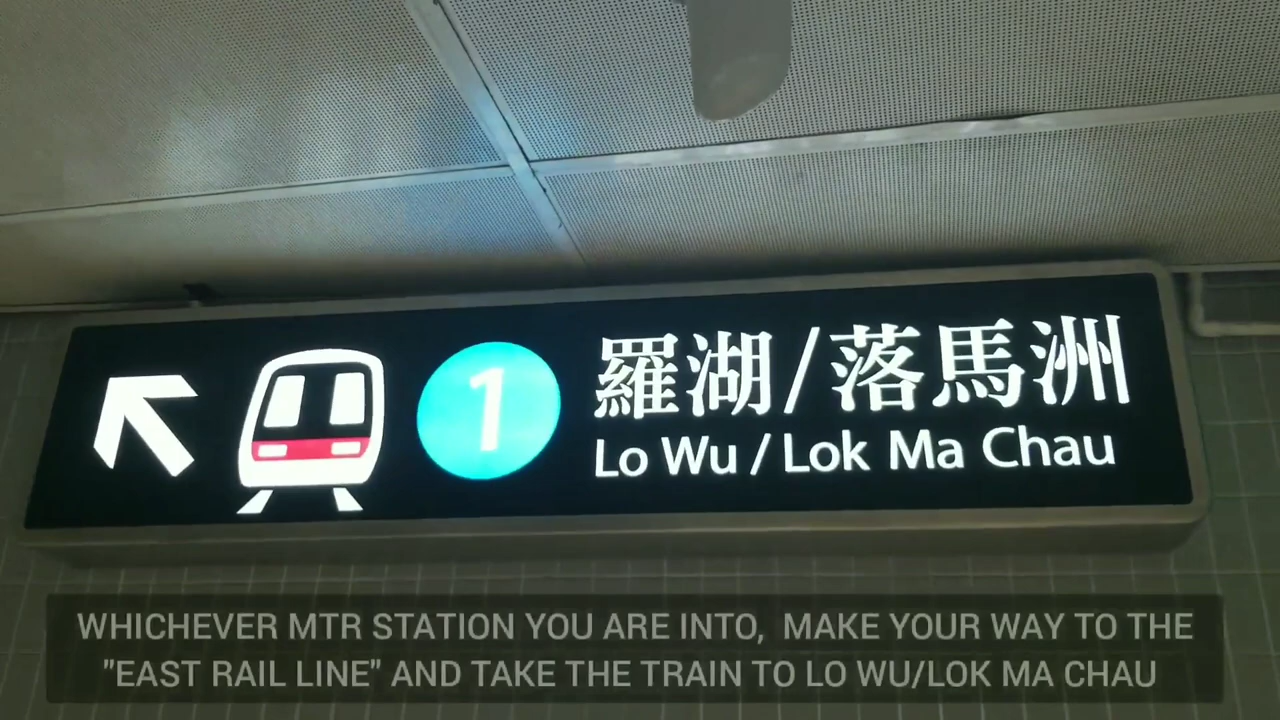 1
羅湖/落馬洲
Lo Wu / Lok Ma Chau
WHICHEVER MTR STATION YOU ARE INTO, MAKE YOUR WAY TO THE
"EAST RAIL LINE" AND TAKE THE TRAIN TO LO WU/LOK MA CHAU